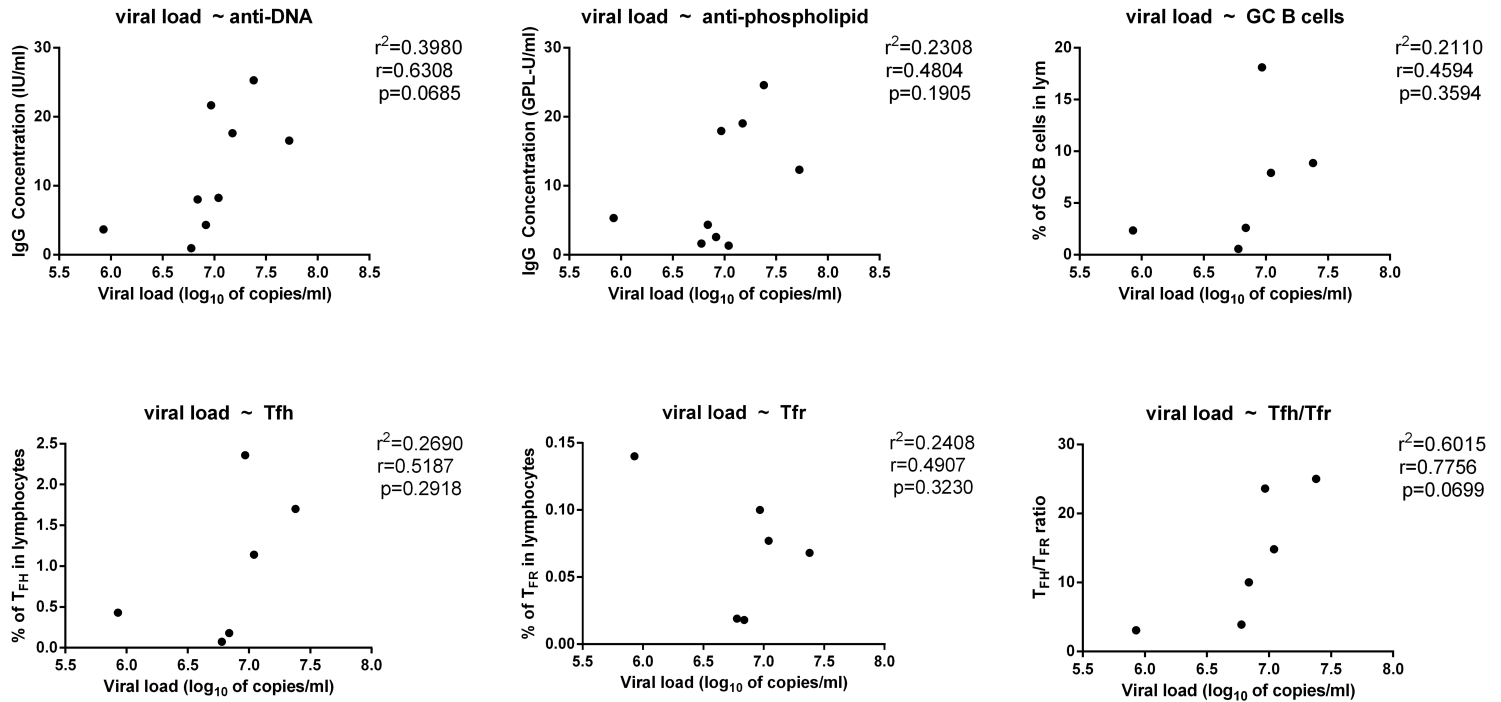 viral load ~ anti-DNA
r²=0.3980
r=0.6308
p=0.0685
IgG Concentration (IU/ml)
30
20
10
0
5.5 6.0 6.5 7.0 7.5 8.0 8.5
Viral load (log₁₀ of copies/ml)
viral load ~ anti-phospholipid
r²=0.2308
r=0.4804
p=0.1905
IgG Concentration (GPL-U/ml)
30
20
10
0
5.5 6.0 6.5 7.0 7.5 8.0 8.5
Viral load (log₁₀ of copies/ml)
viral load ~ GC B cells
r²=0.2110
r=0.4594
p=0.3594
% of GC B cells in lym
20
15
10
5
0
5.5 6.0 6.5 7.0 7.5 8.0
Viral load (log₁₀ of copies/ml)
viral load ~ Tfh
r²=0.2690
r=0.5187
p=0.2918
% of T_FH in lymphocytes
2.5
2.0
1.5
1.0
0.5
0.0
5.5 6.0 6.5 7.0 7.5 8.0
Viral load (log₁₀ of copies/ml)
viral load ~ Tfr
r²=0.2408
r=0.4907
p=0.3230
% of T_FR in lymphocytes
0.15
0.10
0.05
0.00
5.5 6.0 6.5 7.0 7.5 8.0
Viral load (log₁₀ of copies/ml)
viral load ~ Tfh/Tfr
r²=0.6015
r=0.7756
p=0.0699
T_FH/T_FR ratio
30
20
10
0
5.5 6.0 6.5 7.0 7.5 8.0
Viral load (log₁₀ of copies/ml)